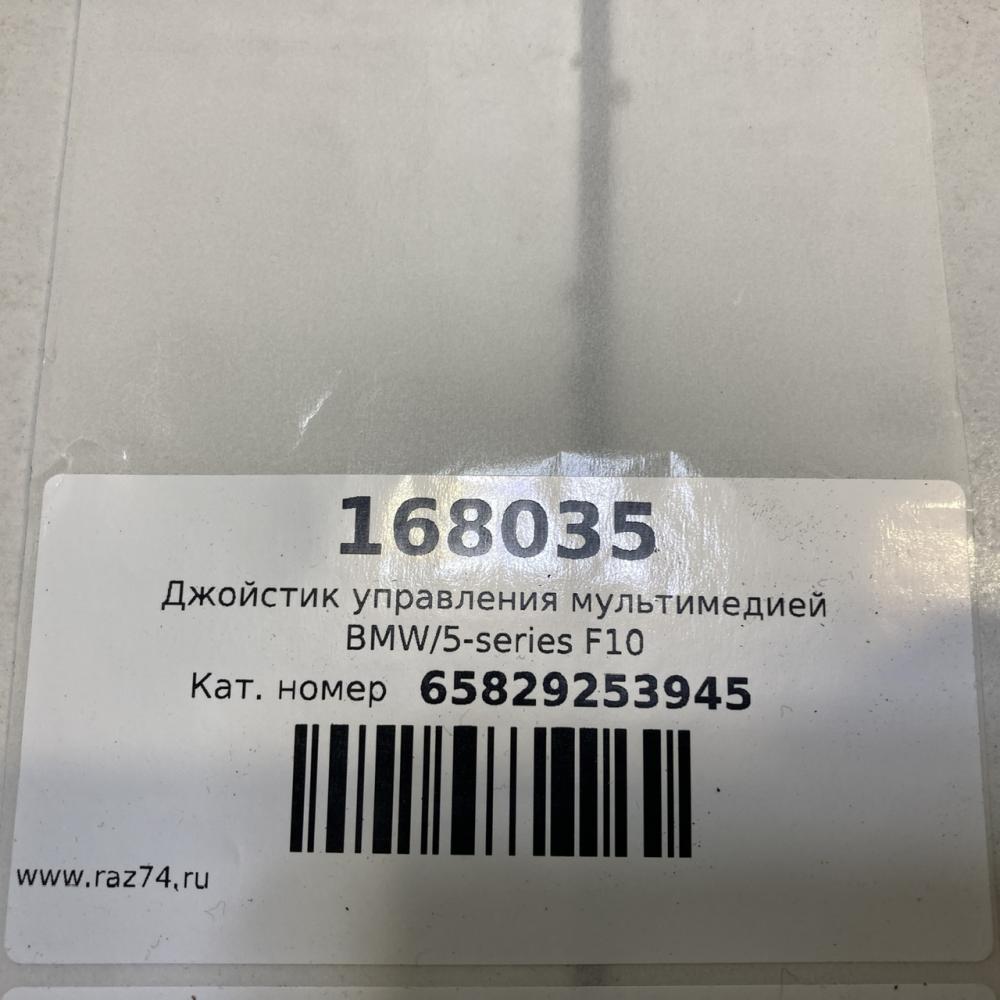 168035
Джойстик управления мультимедией
BMW/5-series F10
Кат. номер 65829253945
www.raz74.ru